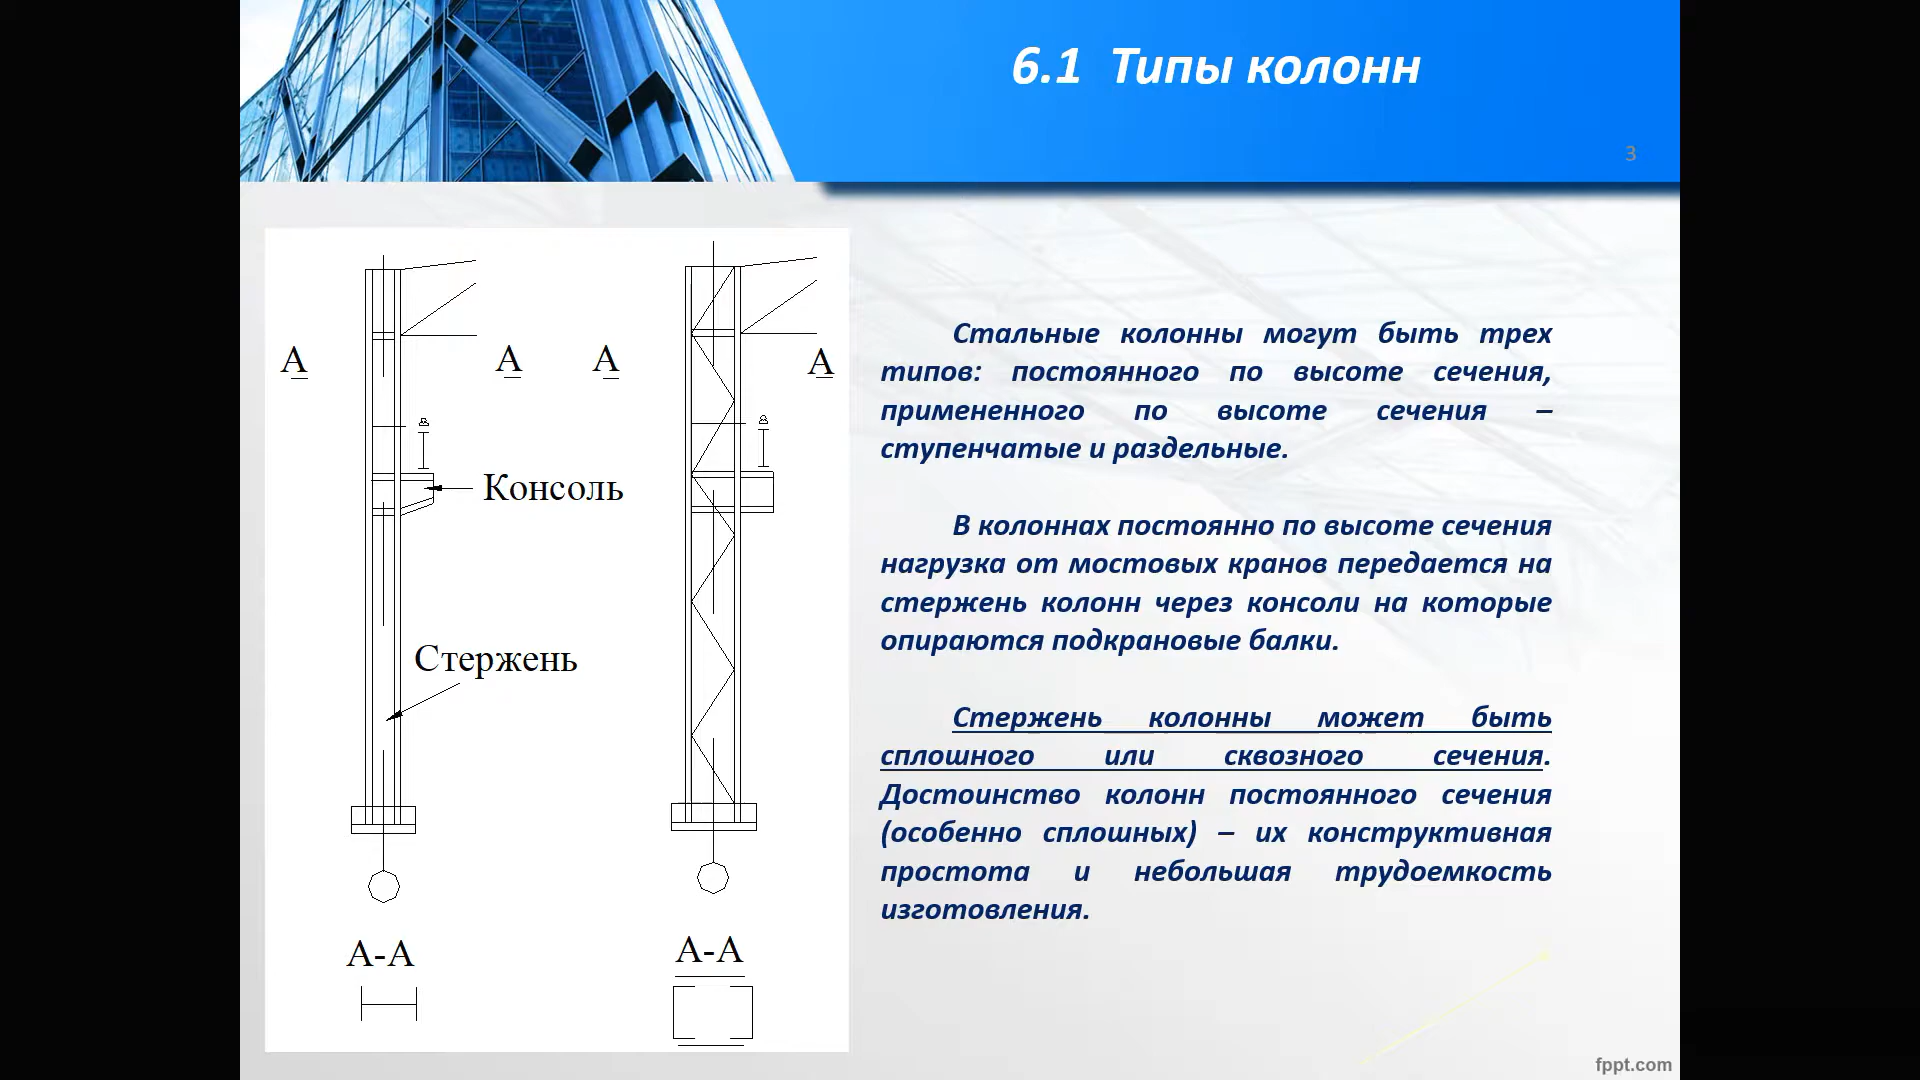 6.1 Типы колонн
3
А
А
А
А
Консоль
Стержень
А-А
А-А
Стальные колонны могут быть трех
типов: постоянного по высоте сечения,
примененного по высоте сечения –
ступенчатые и раздельные.
В колоннах постоянно по высоте сечения
нагрузка от мостовых кранов передается на
стержень колонн через консоли на которые
опираются подкрановые балки.
Стержень колонны может быть
сплошного или сквозного сечения.
Достоинство колонн постоянного сечения
(особенно сплошных) – их конструктивная
простота и небольшая трудоемкость
изготовления.
fppt.com